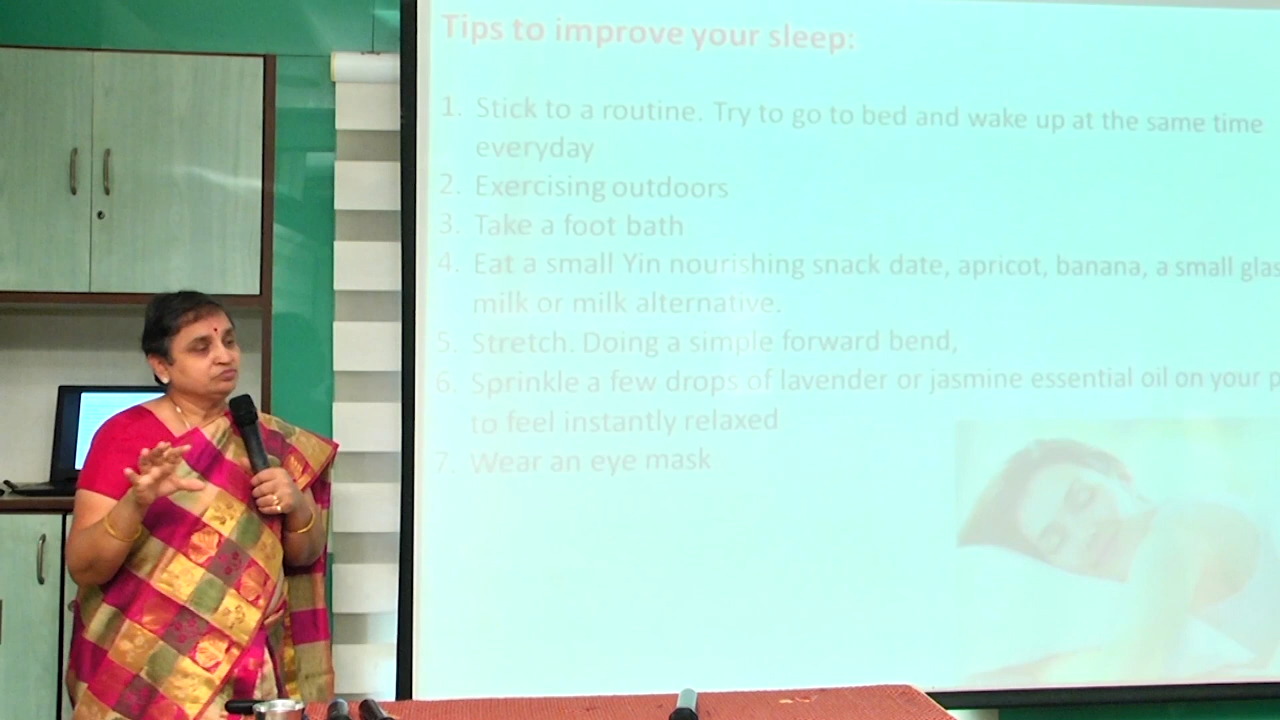 Tips to improve your sleep:
1. Stick to a routine. Try to go to bed and wake up at the same time
everyday
2. Exercising outdoors
3. Take a foot bath
4. Eat a small Yin nourishing snack date, apricot, banana, a small
milk or milk alternative.
5. Stretch. Doing a simple forward bend,
6. Sprinkle a few drops of lavender or jasmine essential oil on your
to feel instantly relaxed
7. Wear an eye mask